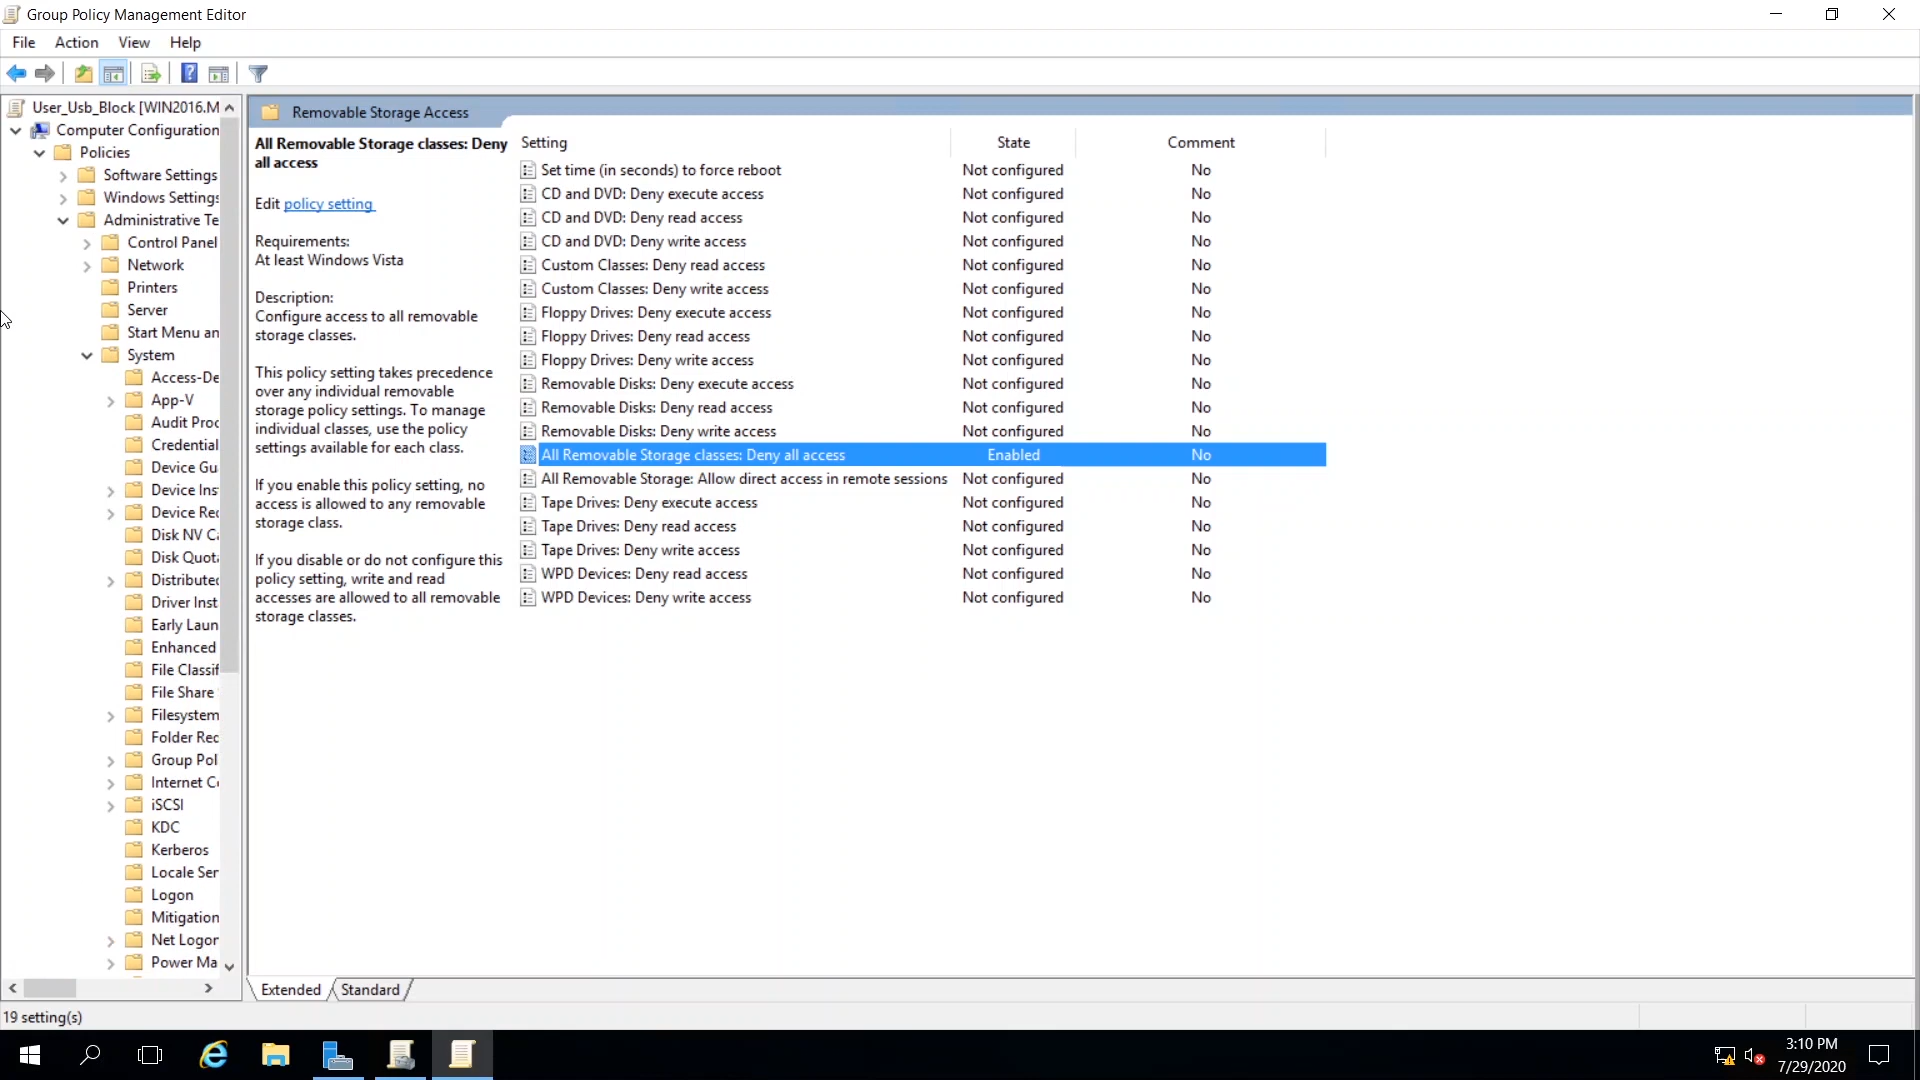 Group Policy Management Editor
File Action View Help
User_Usb_Block [WIN2016.M
Computer Configuration
Policies
Software Settings
Windows Settings
Administrative Te
Control Panel
Network
Printers
Server
Start Menu an
System
Access-De
App-V
Audit Proc
Credential
Device Gu
Device Ins
Device Rec
Disk NV Ca
Disk Quota
Distributed
Driver Inst
Early Laun
Enhanced
File Classif
File Share
Filesystem
Folder Rec
Group Pol
Internet Co
iSCSI
KDC
Kerberos
Locale Ser
Logon
Mitigation
Net Logon
Power Ma
Removable Storage Access
All Removable Storage classes: Deny
all access
Edit policy setting
Requirements:
At least Windows Vista
Description:
Configure access to all removable
storage classes.
This policy setting takes precedence
over any individual removable
storage policy settings. To manage
individual classes, use the policy
settings available for each class.
If you enable this policy setting, no
access is allowed to any removable
storage class.
If you disable or do not configure this
policy setting, write and read
accesses are allowed to all removable
storage classes.
Setting State Comment
Set time (in seconds) to force reboot Not configured No
CD and DVD: Deny execute access Not configured No
CD and DVD: Deny read access Not configured No
CD and DVD: Deny write access Not configured No
Custom Classes: Deny read access Not configured No
Custom Classes: Deny write access Not configured No
Floppy Drives: Deny execute access Not configured No
Floppy Drives: Deny read access Not configured No
Floppy Drives: Deny write access Not configured No
Removable Disks: Deny execute access Not configured No
Removable Disks: Deny read access Not configured No
Removable Disks: Deny write access Not configured No
All Removable Storage classes: Deny all access Enabled No
All Removable Storage: Allow direct access in remote sessions Not configured No
Tape Drives: Deny execute access Not configured No
Tape Drives: Deny read access Not configured No
Tape Drives: Deny write access Not configured No
WPD Devices: Deny read access Not configured No
WPD Devices: Deny write access Not configured No
Extended Standard
19 setting(s)
3:10 PM
7/29/2020